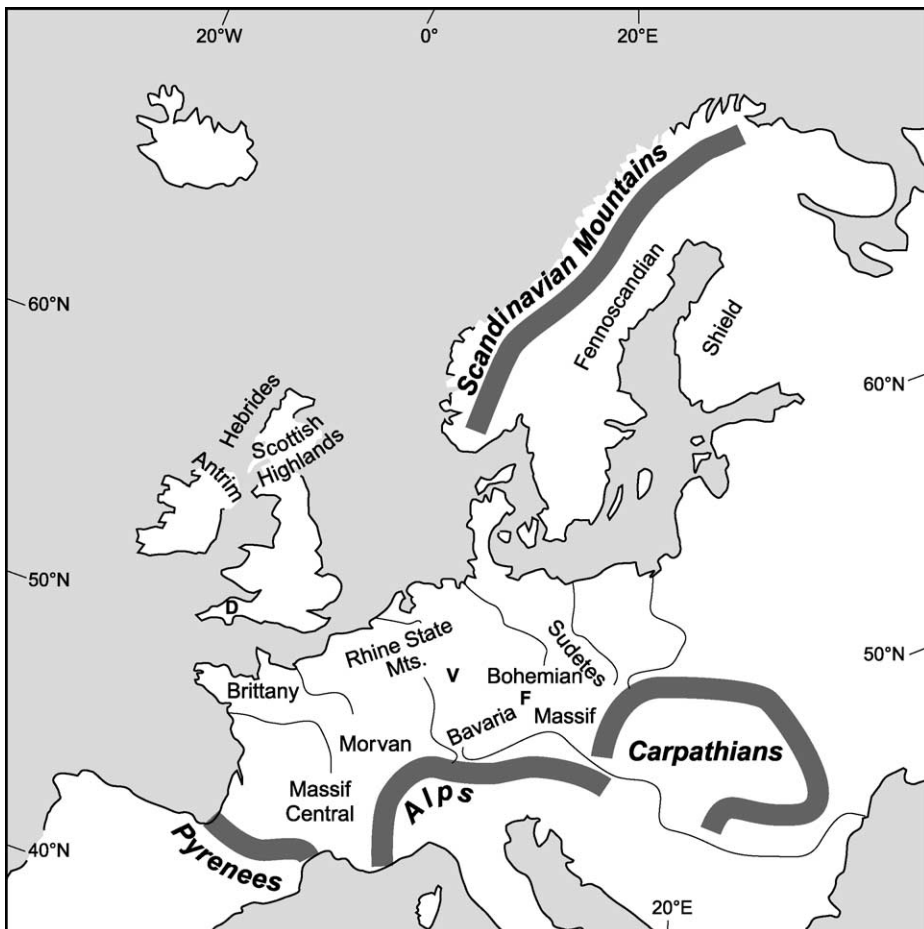 20°W
0°
20°E
Scandinavian Mountains
Fennoscandian
Shield
60°N
60°N
Hebrides
Scottish
Highlands
Antrim
50°N
D
50°N
Rhine State
Mts.
V
Sudetes
Bohemian
F
Massif
Brittany
Bavaria
Morvan
Carpathians
Massif
Central
Alps
Pyrenees
40°N
20°E